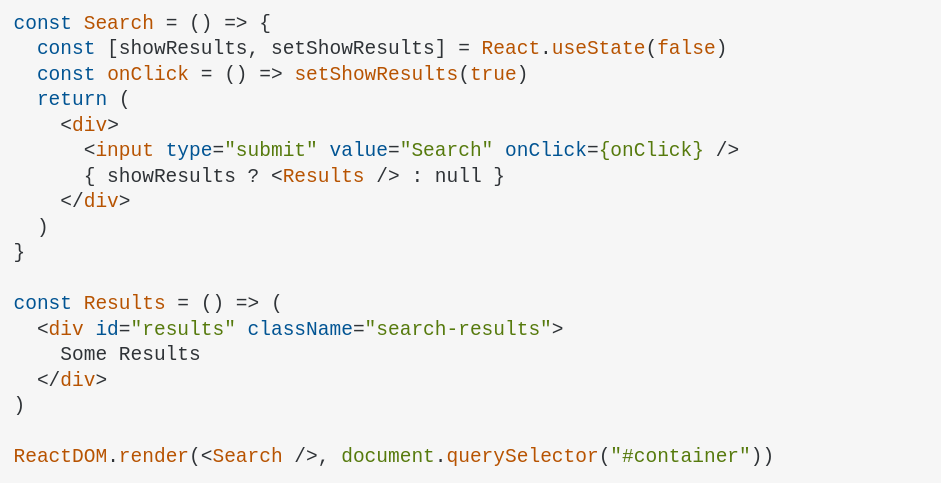 const Search = () => {
  const [showResults, setShowResults] = React.useState(false)
  const onClick = () => setShowResults(true)
  return (
    <div>
      <input type="submit" value="Search" onClick={onClick} />
      { showResults ? <Results /> : null }
    </div>
  )
}

const Results = () => (
  <div id="results" className="search-results">
    Some Results
  </div>
)

ReactDOM.render(<Search />, document.querySelector("#container"))